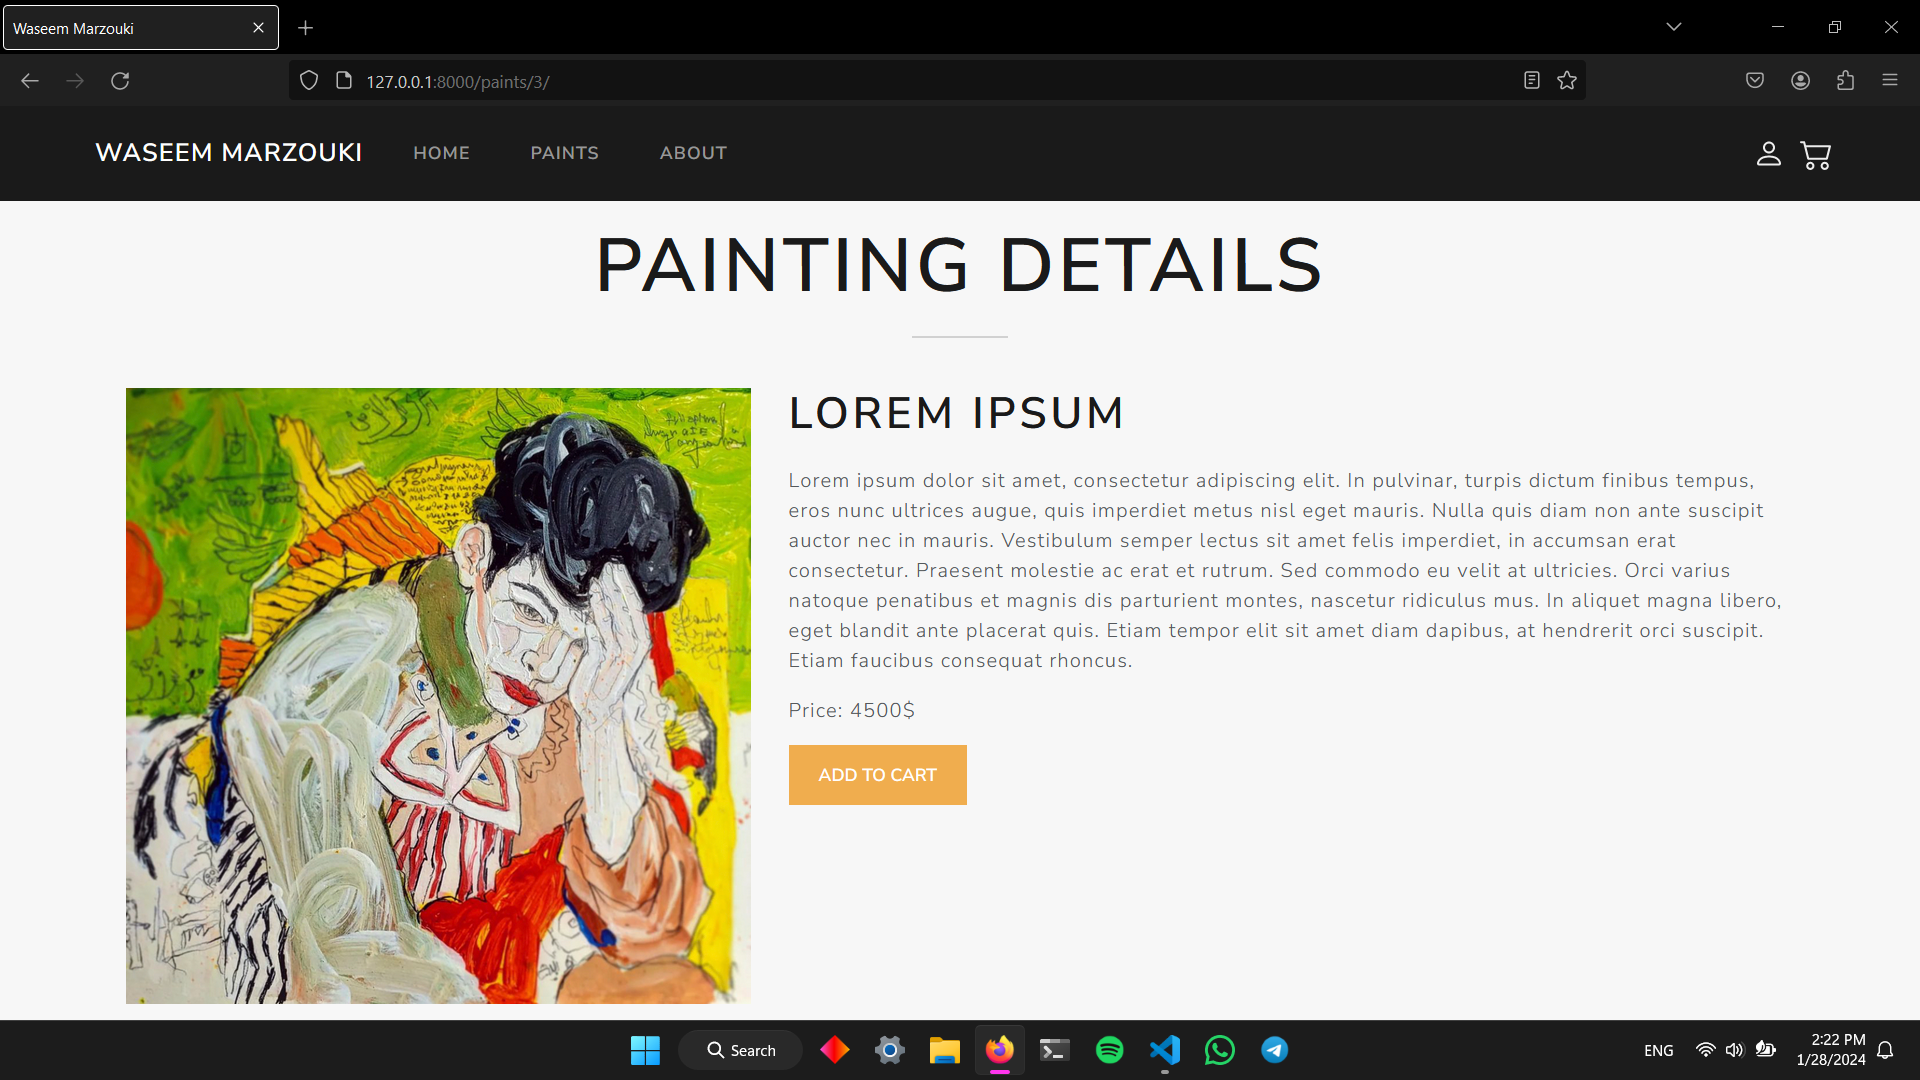 Waseem Marzouki
127.0.0.1:8000/paints/3/
WASEEM MARZOUKI HOME PAINTS ABOUT
PAINTING DETAILS
LOREM IPSUM
Lorem ipsum dolor sit amet, consectetur adipiscing elit. In pulvinar, turpis dictum finibus tempus,
eros nunc ultrices augue, quis imperdiet metus nisl eget mauris. Nulla quis diam non ante suscipit
auctor nec in mauris. Vestibulum semper lectus sit amet felis imperdiet, in accumsan erat
consectetur. Praesent molestie ac erat et rutrum. Sed commodo eu velit at ultricies. Orci varius
natoque penatibus et magnis dis parturient montes, nascetur ridiculus mus. In aliquet magna libero,
eget blandit ante placerat quis. Etiam tempor elit sit amet diam dapibus, at hendrerit orci suscipit.
Etiam faucibus consequat rhoncus.
Price: 4500$
ADD TO CART
Search
ENG
2:22 PM
1/28/2024